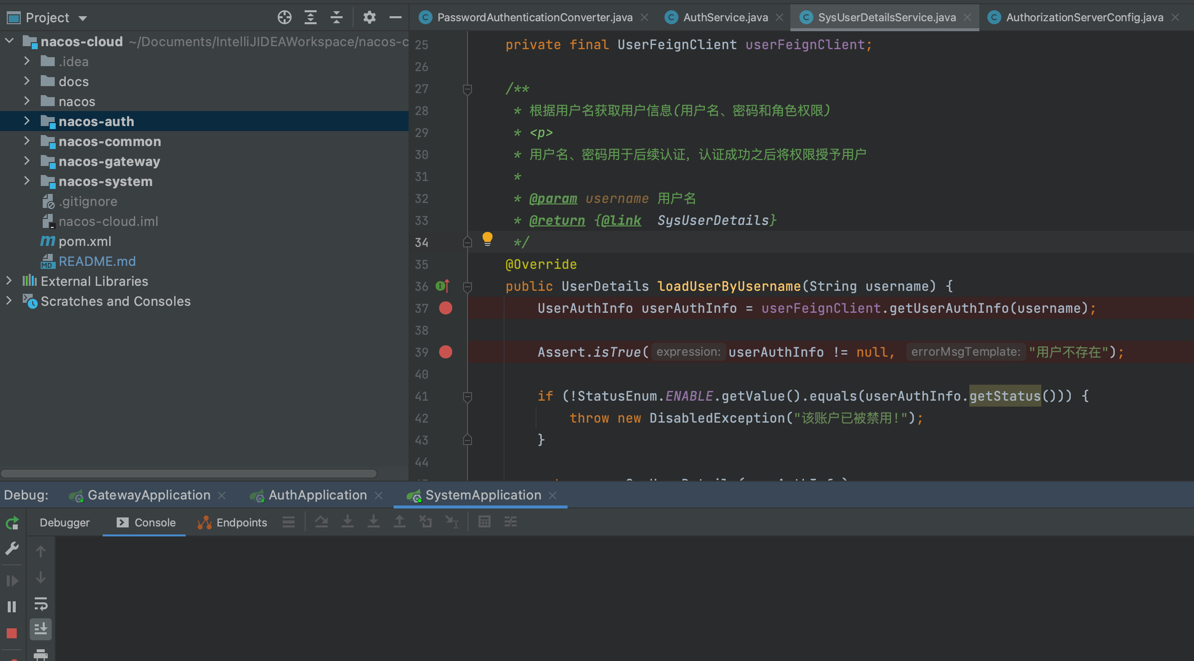 Project
PasswordAuthenticationConverter.java
AuthService.java
SysUserDetailsService.java
AuthorizationServerConfig.java
nacos-cloud ~/Documents/IntelliJIDEAWorkspace/nacos-c
.idea
docs
nacos
nacos-auth
nacos-common
nacos-gateway
nacos-system
.gitignore
nacos-cloud.iml
pom.xml
README.md
External Libraries
Scratches and Consoles
25 private final UserFeignClient userFeignClient;
26
27 /**
28 * 根据用户名获取用户信息(用户名、密码和角色权限)
29 * <p>
30 * 用户名、密码用于后续认证，认证成功之后将权限授予用户
31 *
32 * @param username 用户名
33 * @return {@link SysUserDetails}
34 */
35 @Override
36 public UserDetails loadUserByUsername(String username) {
37 UserAuthInfo userAuthInfo = userFeignClient.getUserAuthInfo(username);
38
39 Assert.isTrue( expression: userAuthInfo != null, errorMsgTemplate: "用户不存在");
40
41 if (!StatusEnum.ENABLE.getValue().equals(userAuthInfo.getStatus())) {
42 throw new DisabledException("该账户已被禁用!");
43 }
44
Debug:
GatewayApplication
AuthApplication
SystemApplication
Debugger
Console
Endpoints